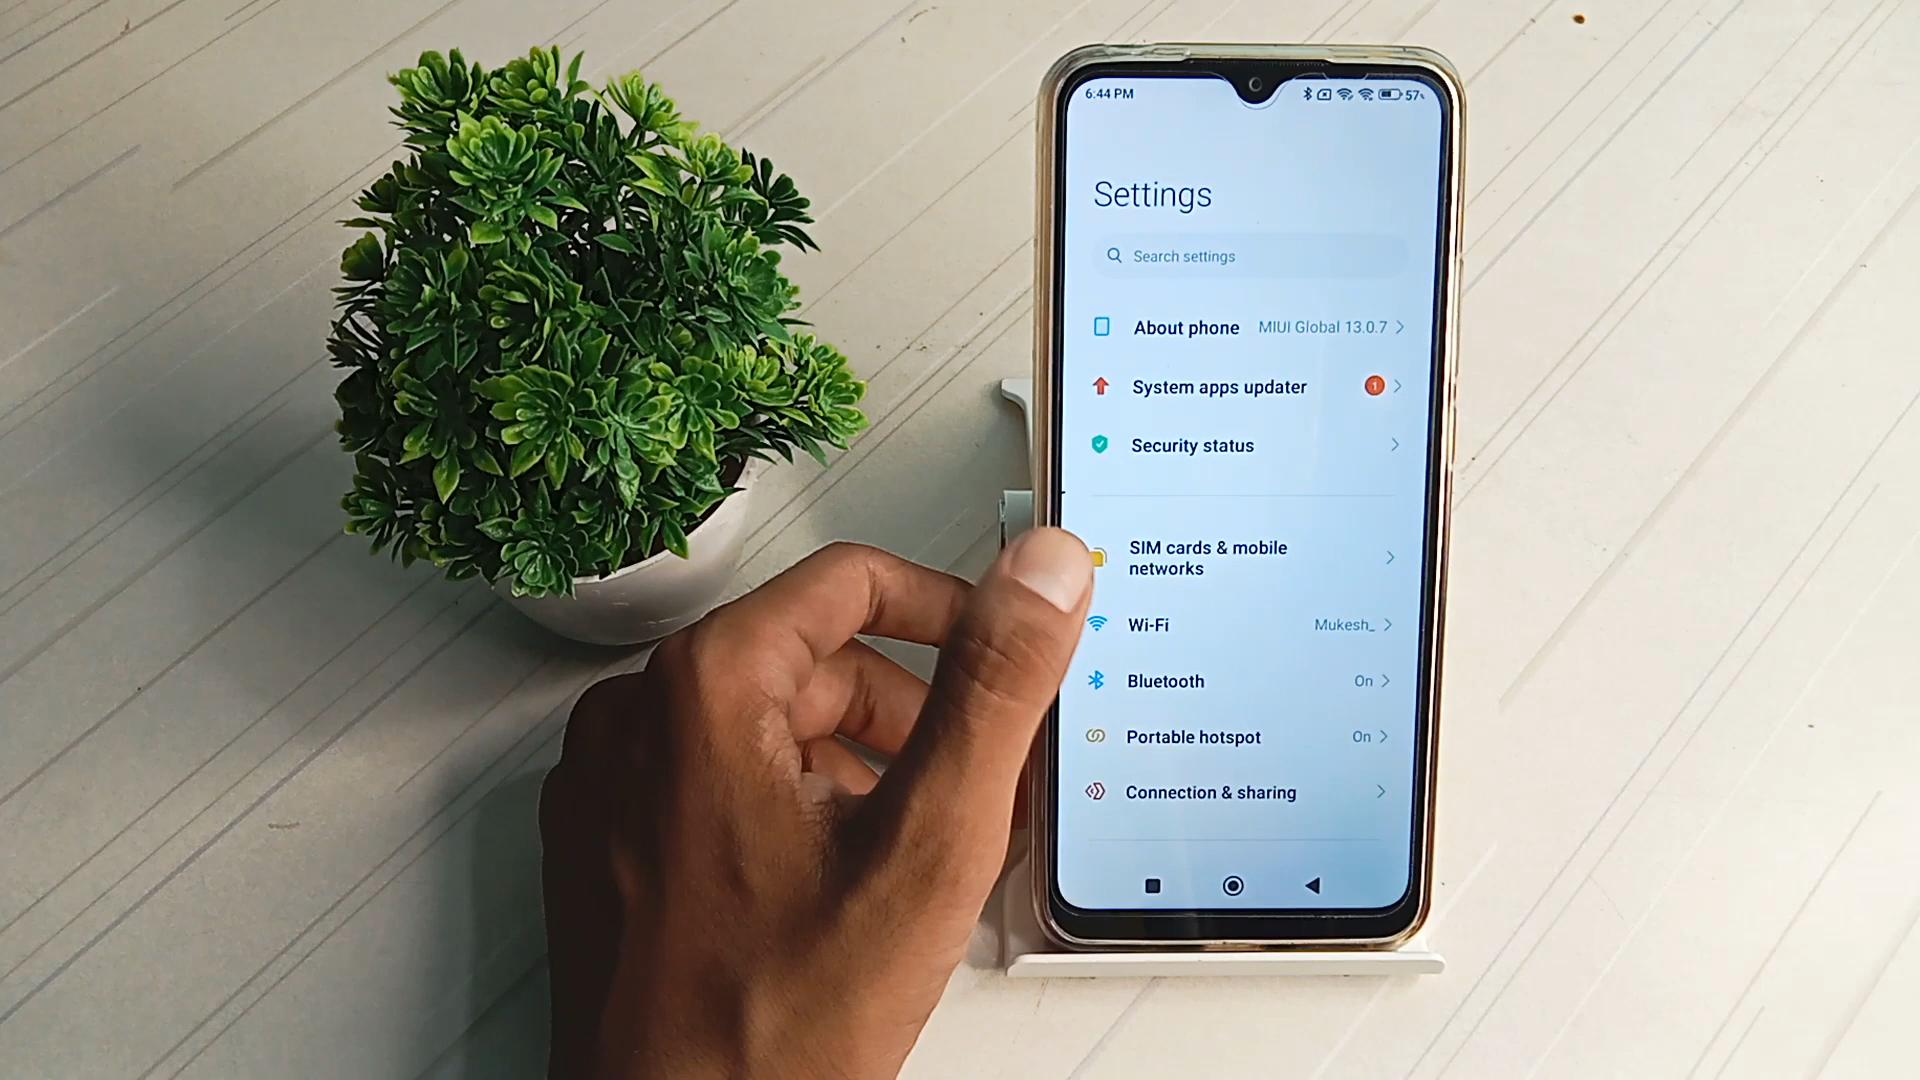 6:44 PM
57
Settings
Search settings
About phone MIUI Global 13.0.7
System apps updater 1
Security status
SIM cards & mobile
networks
Wi-Fi Mukesh_
Bluetooth On
Portable hotspot On
Connection & sharing